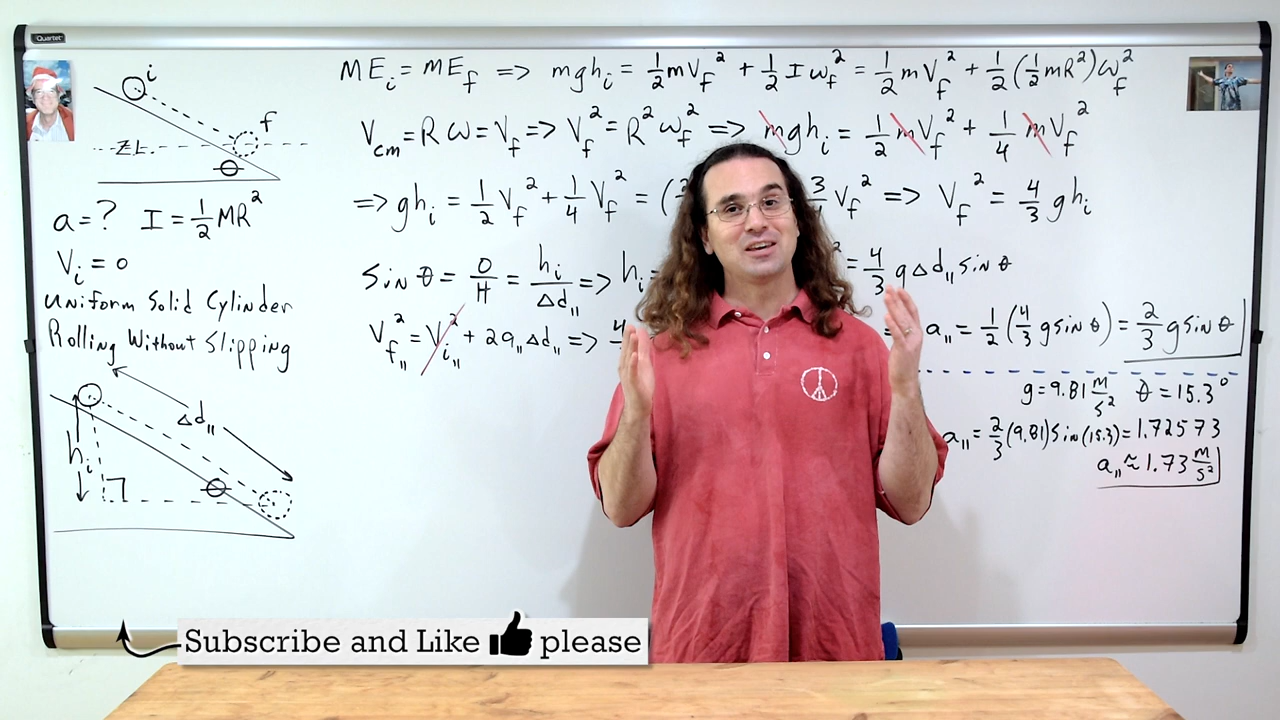 Quartet
i
f
Z.L.
θ
a = ? I = 1/2 MR²
Vᵢ = 0
Uniform Solid Cylinder
Rolling Without Slipping
Δd∥
hᵢ
θ
MEᵢ = MEf ⇒ mghᵢ = 1/2 mVf² + 1/2 I ωf² = 1/2 mVf² + 1/2 (1/2 mR²) ωf²
Vcm = Rω = Vf ⇒ Vf² = R²ωf² ⇒ mghᵢ = 1/2 mVf² + 1/4 mVf²
⇒ ghᵢ = 1/2 Vf² + 1/4 Vf² = ( 3/4 Vf² ⇒ Vf² = 4/3 ghᵢ
sin θ = O/H = hᵢ/Δd∥ ⇒ hᵢ = 4/3 gΔd∥ sin θ
Vf∥² = Vᵢ∥² + 2a∥Δd∥ ⇒ a∥ = 1/2 (4/3 g sin θ) = 2/3 g sin θ
g = 9.81 m/s² θ = 15.3°
a∥ = 2/3 (9.81) sin(15.3) = 1.72573
a∥ ≈ 1.73 m/s²
Subscribe and Like please